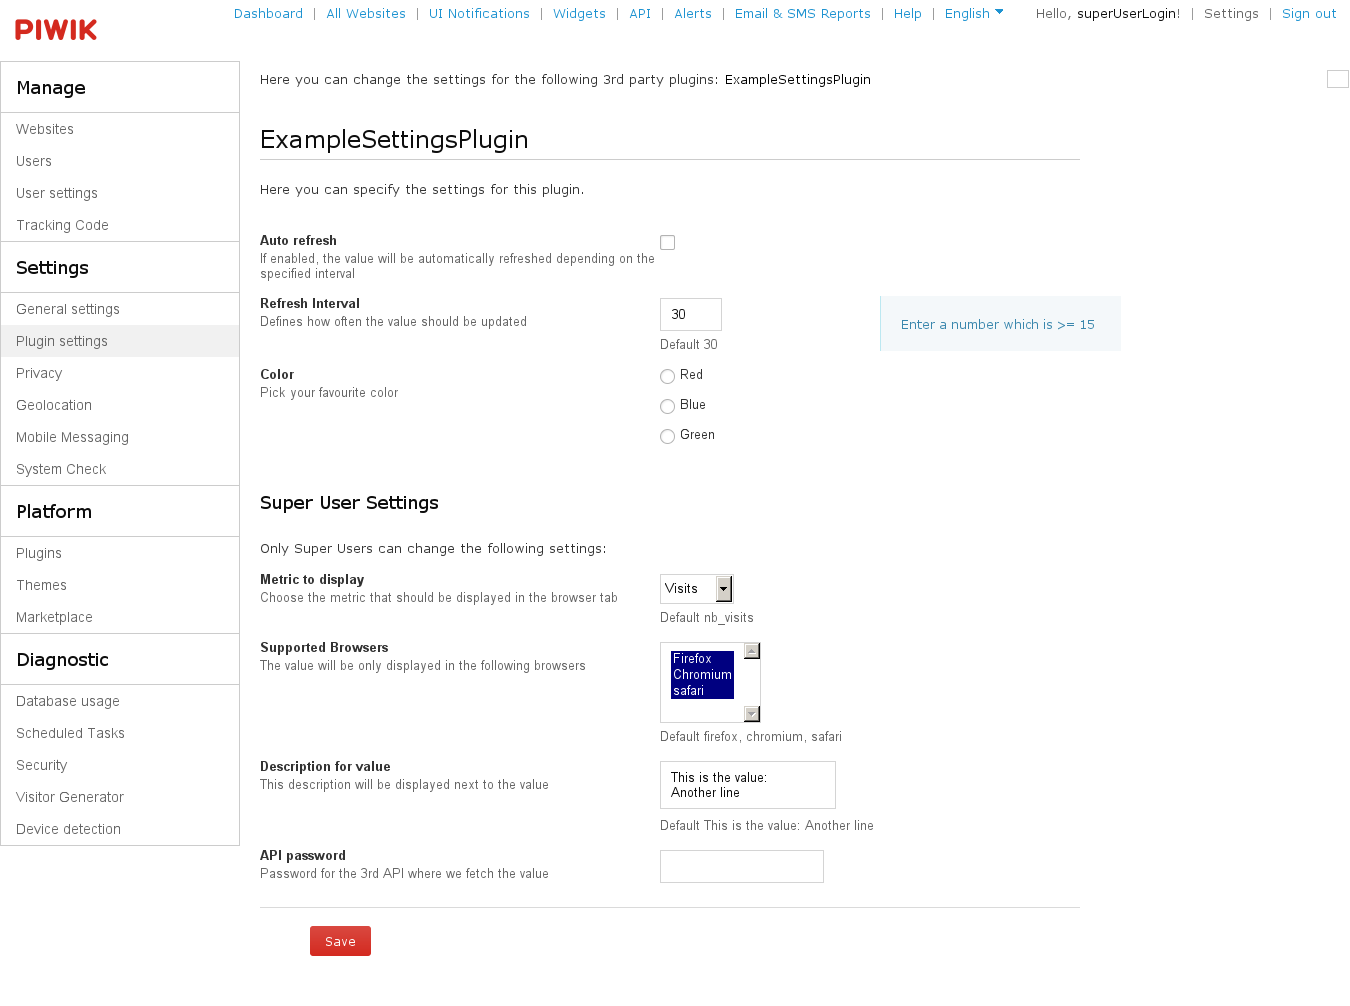 PIWIK
Dashboard | All Websites | UI Notifications | Widgets | API | Alerts | Email & SMS Reports | Help | English
Hello, superUserLogin! | Settings | Sign out
Manage
Websites
Users
User settings
Tracking Code
Settings
General settings
Plugin settings
Privacy
Geolocation
Mobile Messaging
System Check
Platform
Plugins
Themes
Marketplace
Diagnostic
Database usage
Scheduled Tasks
Security
Visitor Generator
Device detection
Here you can change the settings for the following 3rd party plugins: ExampleSettingsPlugin
ExampleSettingsPlugin
Here you can specify the settings for this plugin.
Auto refresh
If enabled, the value will be automatically refreshed depending on the
specified interval
Refresh Interval
Defines how often the value should be updated
30
Default 30
Enter a number which is >= 15
Color
Pick your favourite color
Red
Blue
Green
Super User Settings
Only Super Users can change the following settings:
Metric to display
Choose the metric that should be displayed in the browser tab
Visits
Default nb_visits
Supported Browsers
The value will be only displayed in the following browsers
Firefox
Chromium
safari
Default firefox, chromium, safari
Description for value
This description will be displayed next to the value
This is the value:
Another line
Default This is the value: Another line
API password
Password for the 3rd API where we fetch the value
Save